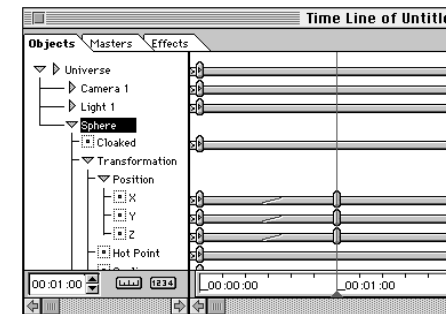 Time Line of Untitl
Objects Masters Effects
Universe
Camera 1
Light 1
Sphere
Cloaked
Transformation
Position
X
Y
Z
Hot Point
00:01:00 1234 00:00:00 00:01:00